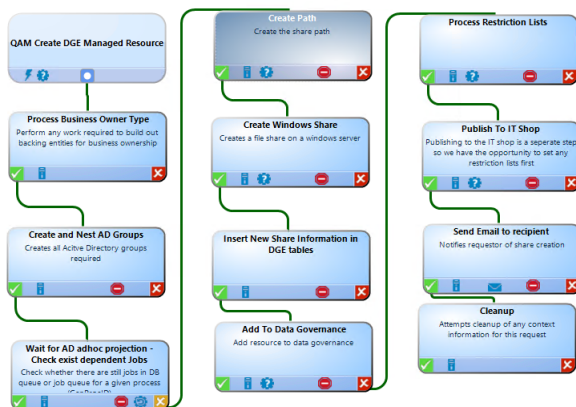 QAM Create DGE Managed Resource
Process Business Owner Type
Perform any work required to build out
backing entities for business ownership
Create and Nest AD Groups
Creates all Acitve Directory groups
required
Wait for AD adhoc projection -
Check exist dependent Jobs
Check whether there are still jobs in DB
queue or job queue for a given process
Create Path
Create the share path
Create Windows Share
Creates a file share on a windows server
Insert New Share Information in
DGE tables
Add To Data Governance
Add resource to data governance
Process Restriction Lists
Publish To IT Shop
Publishing to the IT shop is a seperate step
so we have the opportunity to set any
restriction lists first
Send Email to recipient
Notifies requestor of share creation
Cleanup
Attempts cleanup of any context
information for this request